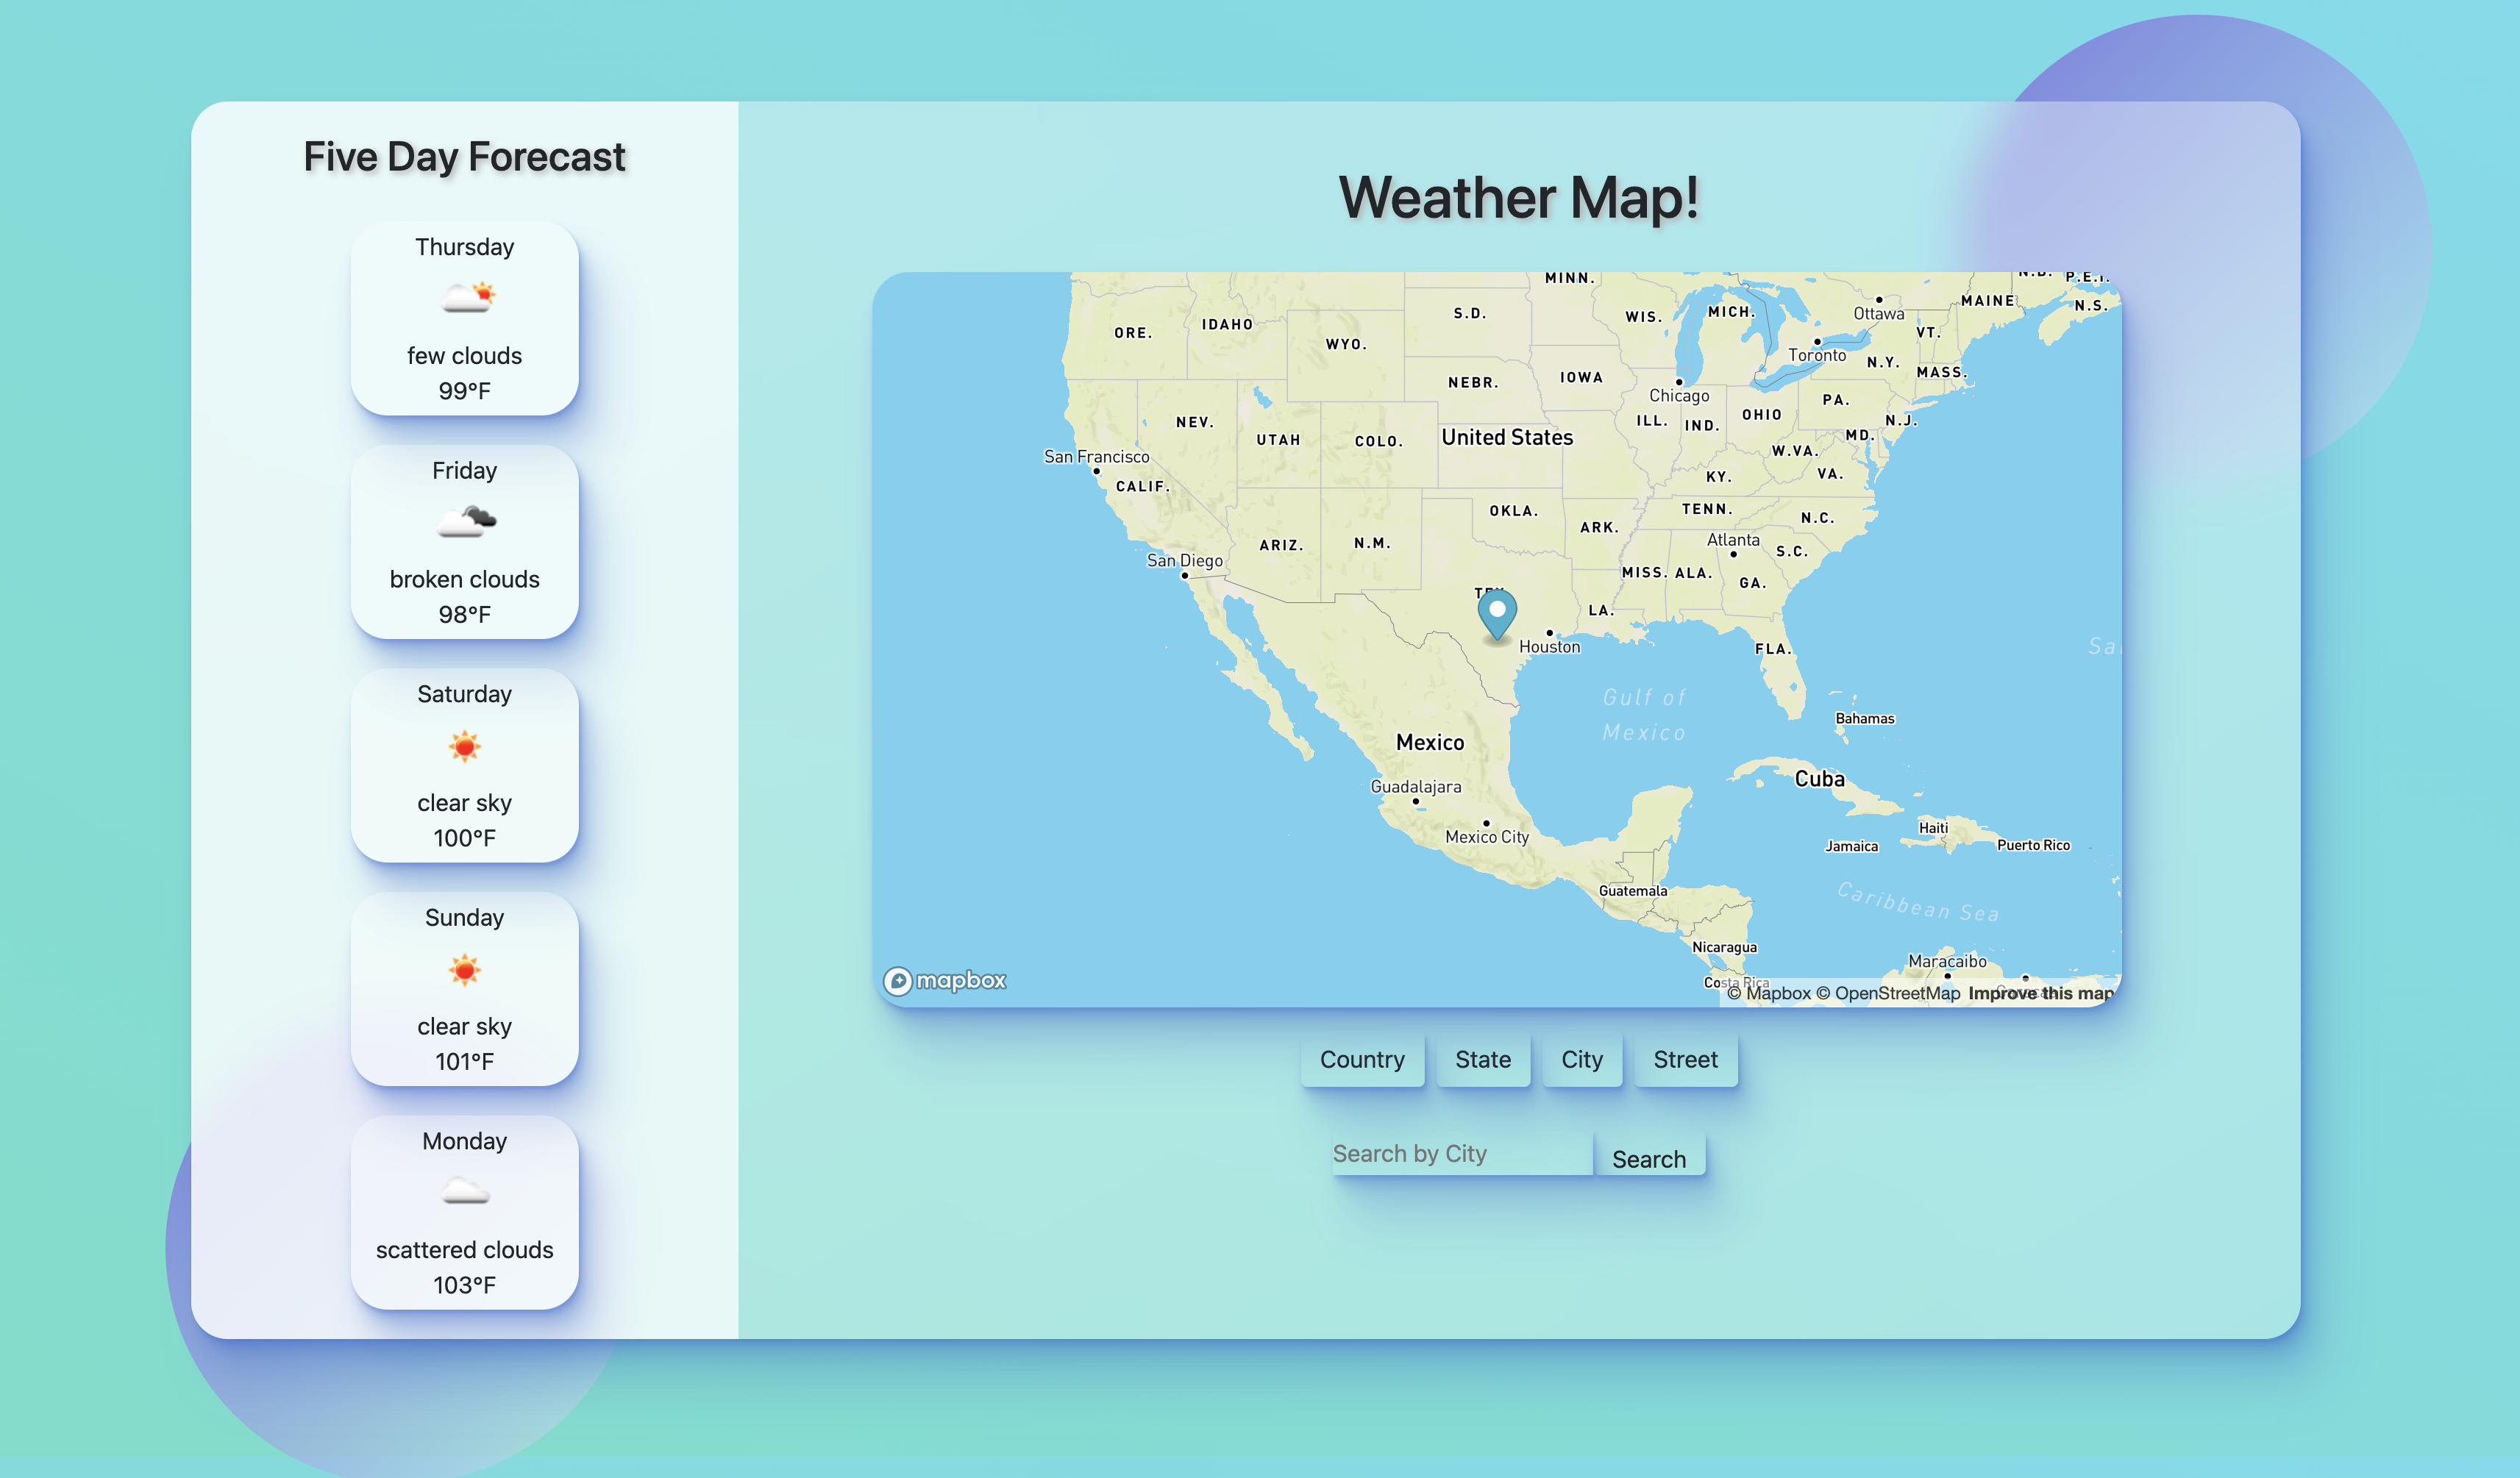 Five Day Forecast
Thursday
few clouds
99°F
Friday
broken clouds
98°F
Saturday
clear sky
100°F
Sunday
clear sky
101°F
Monday
scattered clouds
103°F
Weather Map!
MINN.
P.E.I.
MAINE
N.S.
Ottawa
S.D.
WIS.
MICH.
ORE.
IDAHO
WYO.
VT.
Toronto
N.Y.
MASS.
NEBR.
IOWA
Chicago
PA.
OHIO
N.J.
NEV.
ILL.
IND.
MD.
UTAH
COLO.
United States
W.VA.
San Francisco
CALIF.
KY.
VA.
OKLA.
TENN.
N.C.
ARK.
Atlanta
ARIZ.
N.M.
S.C.
San Diego
MISS.
ALA.
GA.
LA.
Houston
FLA.
Gulf of
Mexico
Bahamas
Mexico
Cuba
Guadalajara
Mexico City
Haiti
Jamaica
Puerto Rico
Guatemala
Caribbean Sea
Nicaragua
Maracaibo
Costa Rica
mapbox
© Mapbox © OpenStreetMap Improve this map
Country
State
City
Street
Search by City
Search